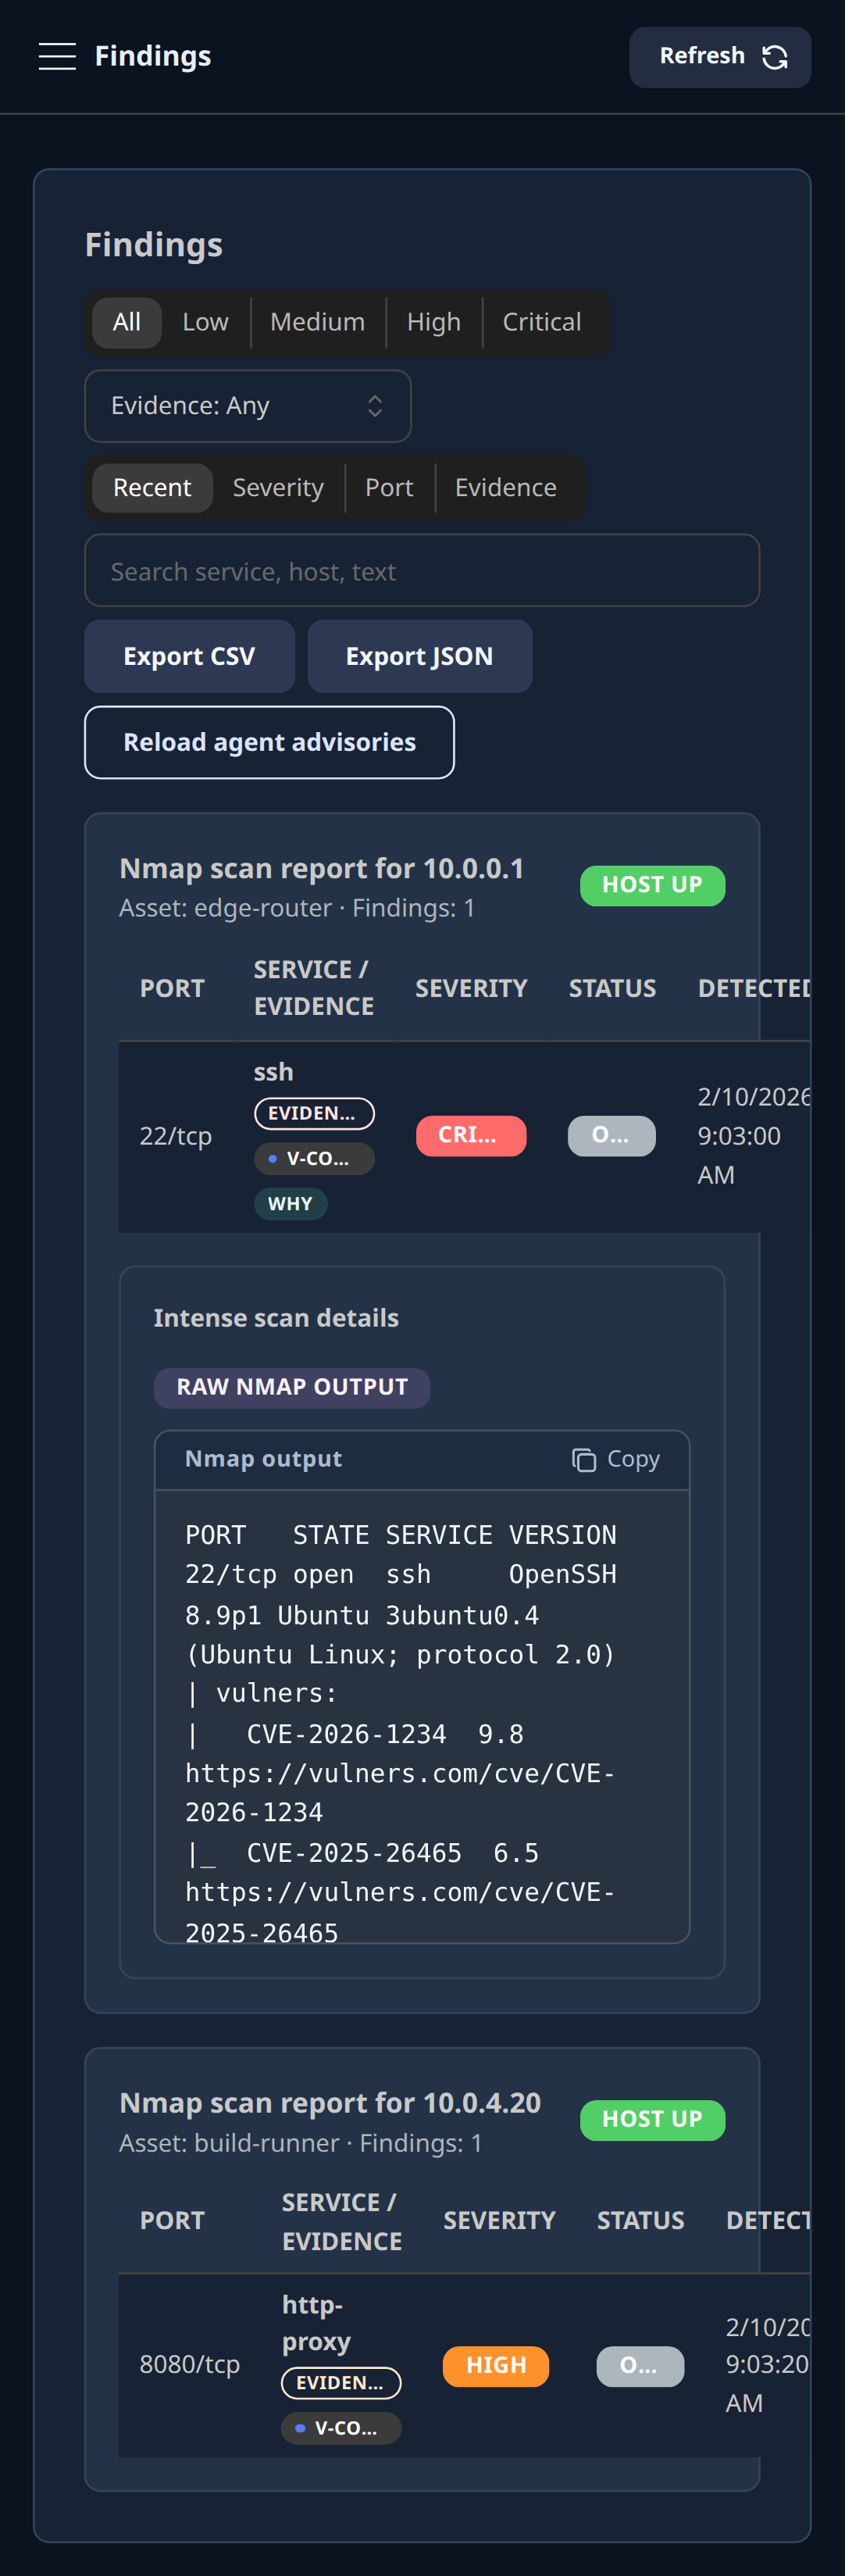 Findings
Refresh
Findings
All Low Medium High Critical
Evidence: Any
Recent Severity Port Evidence
Search service, host, text
Export CSV Export JSON
Reload agent advisories
Nmap scan report for 10.0.0.1
HOST UP
Asset: edge-router · Findings: 1
PORT SERVICE / EVIDENCE SEVERITY STATUS DETECTED
22/tcp
ssh
EVIDEN...
V-CO...
WHY
CRI...
O...
2/10/2026
9:03:00
AM
Intense scan details
RAW NMAP OUTPUT
Nmap output
Copy
PORT   STATE SERVICE VERSION
22/tcp open  ssh     OpenSSH
8.9p1 Ubuntu 3ubuntu0.4
(Ubuntu Linux; protocol 2.0)
| vulners:
|   CVE-2026-1234  9.8
https://vulners.com/cve/CVE-
2026-1234
|_  CVE-2025-26465  6.5
https://vulners.com/cve/CVE-
2025-26465
Nmap scan report for 10.0.4.20
HOST UP
Asset: build-runner · Findings: 1
PORT SERVICE / EVIDENCE SEVERITY STATUS DETECT
8080/tcp
http-
proxy
EVIDEN...
V-CO...
HIGH
O...
2/10/20
9:03:20
AM